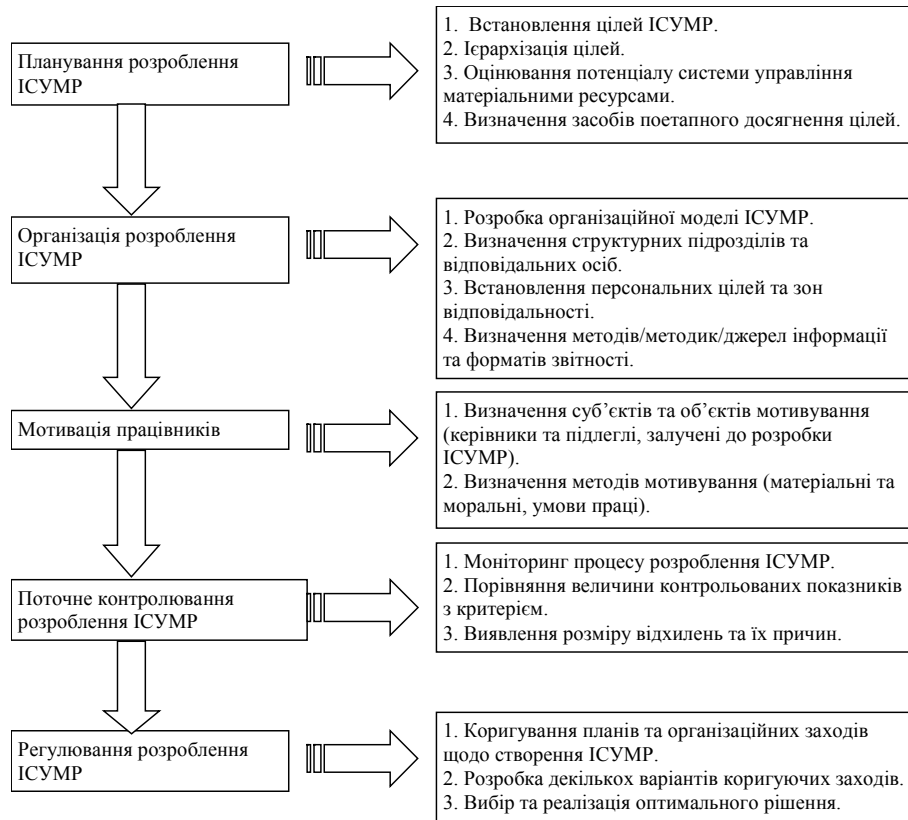 Планування розроблення
ІСУМР
1.  Встановлення цілей ІСУМР.
2. Ієрархізація цілей.
3. Оцінювання потенціалу системи управління
матеріальними ресурсами.
4. Визначення засобів поетапного досягнення цілей.
Організація розроблення
ІСУМР
1. Розробка організаційної моделі ІСУМР.
2. Визначення структурних підрозділів та
відповідальних осіб.
3. Встановлення персональних цілей та зон
відповідальності.
4. Визначення методів/методик/джерел інформації
та форматів звітності.
Мотивація працівників
1. Визначення суб’єктів та об’єктів мотивування
(керівники та підлеглі, залучені до розробки
ІСУМР).
2. Визначення методів мотивування (матеріальні та
моральні, умови праці).
Поточне контролювання
розроблення ІСУМР
1. Моніторинг процесу розроблення ІСУМР.
2. Порівняння величини контрольованих показників
з критерієм.
3. Виявлення розміру відхилень та їх причин.
Регулювання розроблення
ІСУМР
1. Коригування планів та організаційних заходів
щодо створення ІСУМР.
2. Розробка декількох варіантів коригуючих заходів.
3. Вибір та реалізація оптимального рішення.